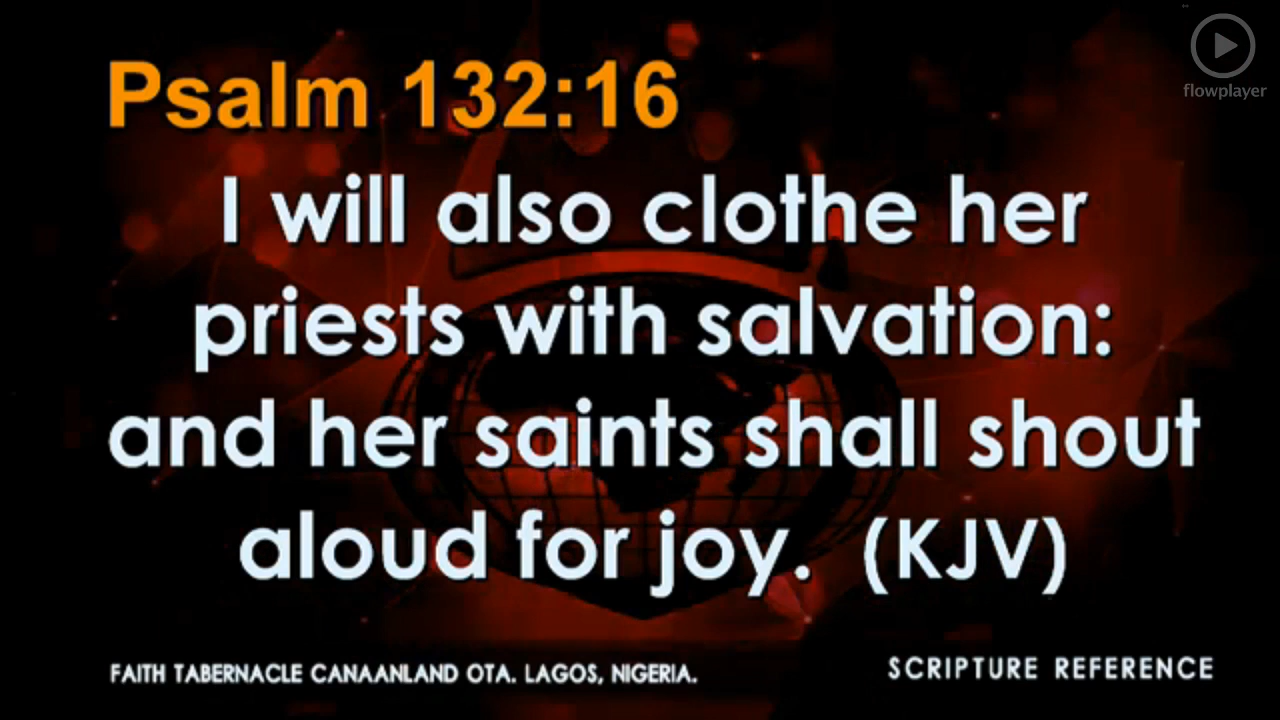 flowplayer
Psalm 132:16
I will also clothe her
priests with salvation:
and her saints shall shout
aloud for joy. (KJV)
FAITH TABERNACLE CANAANLAND OTA. LAGOS, NIGERIA.
SCRIPTURE REFERENCE